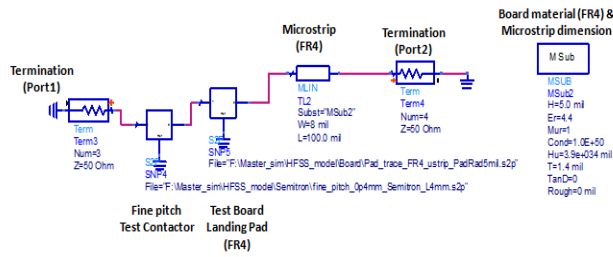 Board material (FR4) &
Microstrip dimension
Microstrip
(FR4)
Termination
(Port2)
Termination
(Port1)
MSub
MSUB
MSub2
H=5.0 mil
Er=4.4
Mur=1
Cond=1.0E+50
Hu=3.9e+034 mil
T=1.4 mil
TanD=0
Rough=0 mil
MLIN
TL2
Subst="MSub2"
W=8 mil
L=100.0 mil
Term
Term4
Num=4
Z=50 Ohm
Term
Term3
Num=3
Z=50 Ohm
SNP5
File="F:\Master_sim\HFSS_model\Board\Pad_trace_FR4_ustrip_PadRad5mil.s2p"
SNP4
File="F:\Master_sim\HFSS_model\Semitron\fine_pitch_0p4mm_Semitron_L4mm.s2p"
Fine pitch
Test Contactor
Test Board
Landing Pad
(FR4)